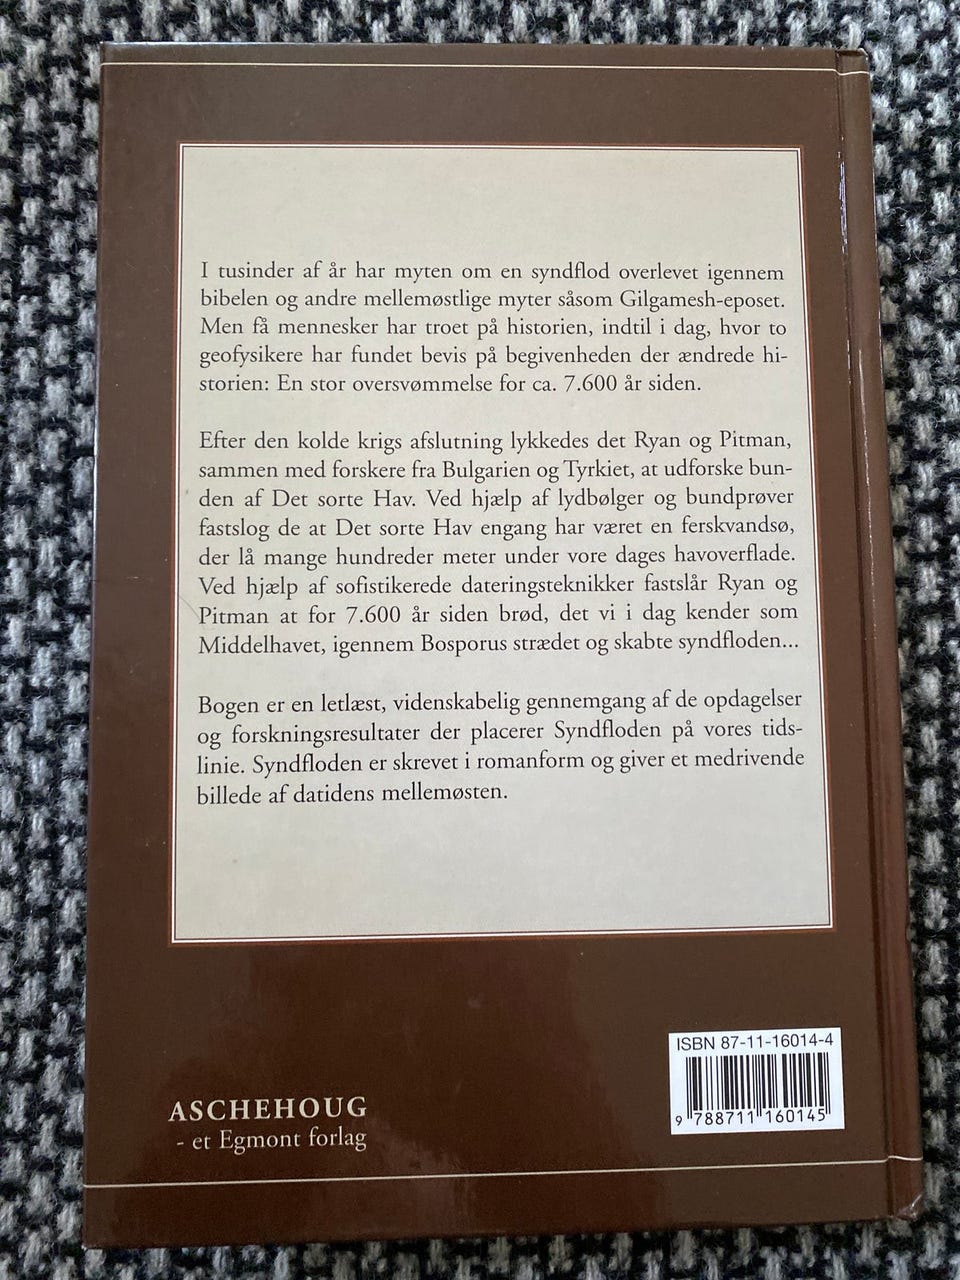 I tusinder af år har myten om en syndflod overlevet igennem
bibelen og andre mellemøstlige myter såsom Gilgamesh-eposet.
Men få mennesker har troet på historien, indtil i dag, hvor to
geofysikere har fundet bevis på begivenheden der ændrede hi-
storien: En stor oversvømmelse for ca. 7.600 år siden.
Efter den kolde krigs afslutning lykkedes det Ryan og Pitman,
sammen med forskere fra Bulgarien og Tyrkiet, at udforske bun-
den af Det sorte Hav. Ved hjælp af lydbølger og bundprøver
fastslog de at Det sorte Hav engang har været en ferskvandsø,
der lå mange hundreder meter under vore dages havoverflade.
Ved hjælp af sofistikerede dateringsteknikker fastslår Ryan og
Pitman at for 7.600 år siden brød, det vi i dag kender som
Middelhavet, igennem Bosporus strædet og skabte syndfloden...
Bogen er en letlæst, videnskabelig gennemgang af de opdagelser
og forskningsresultater der placerer Syndfloden på vores tids-
linie. Syndfloden er skrevet i romanform og giver et medrivende
billede af datidens mellemøsten.
ISBN 87-11-16014-4
9 788711 160145
ASCHEHOUG
- et Egmont forlag